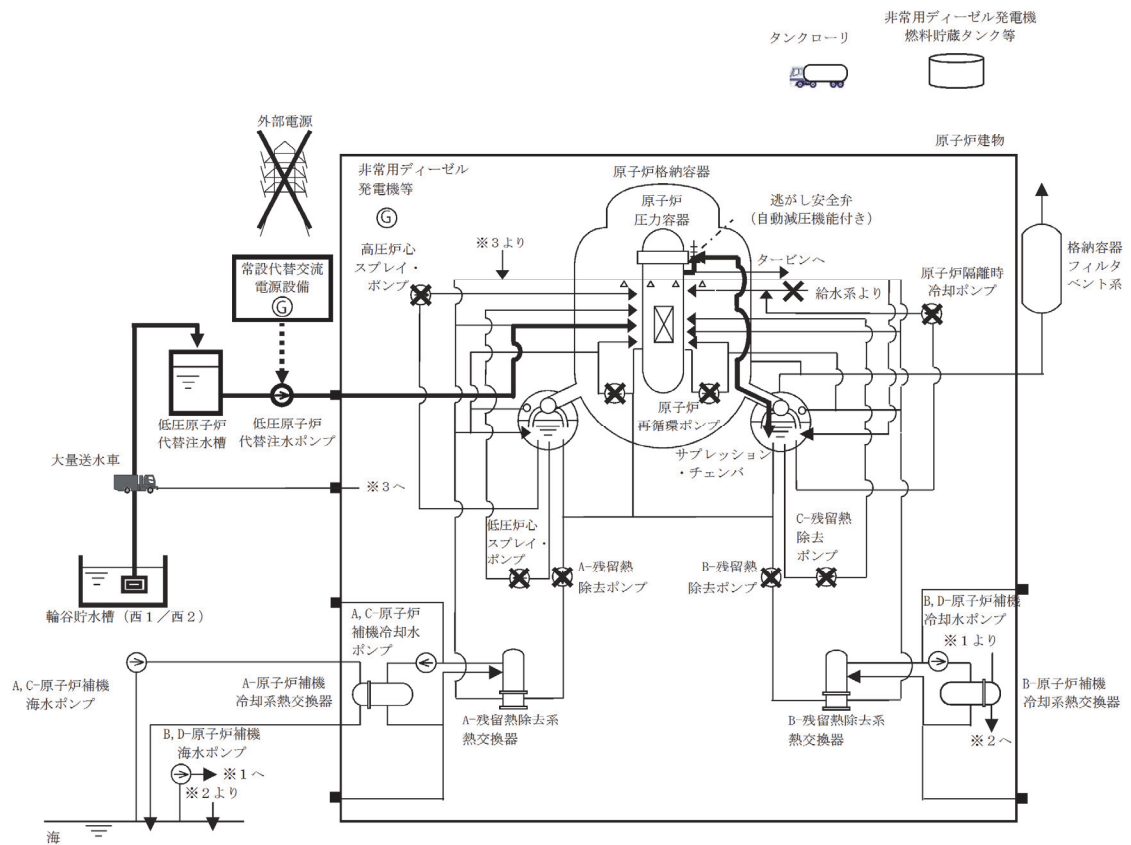 タンクローリ
非常用ディーゼル発電機
燃料貯蔵タンク等
外部電源
原子炉建物
非常用ディーゼル
発電機等
G
原子炉格納容器
原子炉
圧力容器
逃がし安全弁
(自動減圧機能付き)
※3より
タービンへ
高圧炉心
スプレイ・
ポンプ
常設代替交流
電源設備
G
給水系より
原子炉隔離時
冷却ポンプ
格納容器
フィルタ
ベント系
低圧原子炉
代替注水槽
低圧原子炉
代替注水ポンプ
原子炉
再循環ポンプ
サプレッション
・チェンバ
大量送水車
※3へ
低圧炉心
スプレイ・
ポンプ
A-残留熱
除去ポンプ
B-残留熱
除去ポンプ
C-残留熱
除去
ポンプ
輪谷貯水槽(西1/西2)
A,C-原子炉
補機冷却水
ポンプ
B,D-原子炉補機
冷却水ポンプ
※1より
A,C-原子炉補機
海水ポンプ
A-原子炉補機
冷却系熱交換器
A-残留熱除去系
熱交換器
B-残留熱除去系
熱交換器
B-原子炉補機
冷却系熱交換器
※2へ
B,D-原子炉補機
海水ポンプ
※1へ
※2より
海